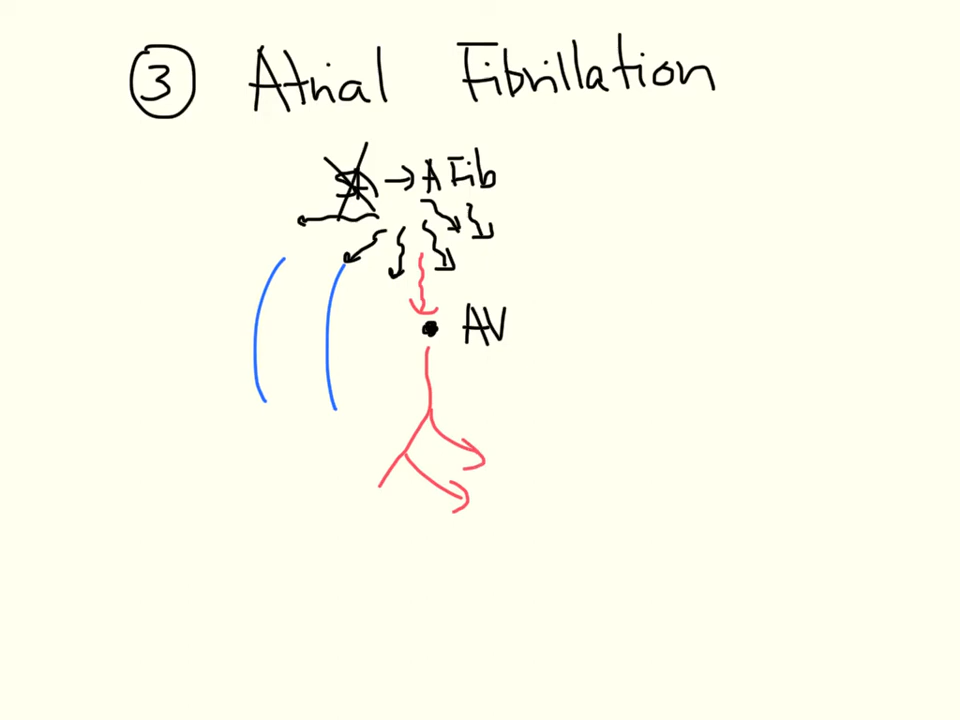 ③ Atrial Fibrillation
→ A Fib
AV